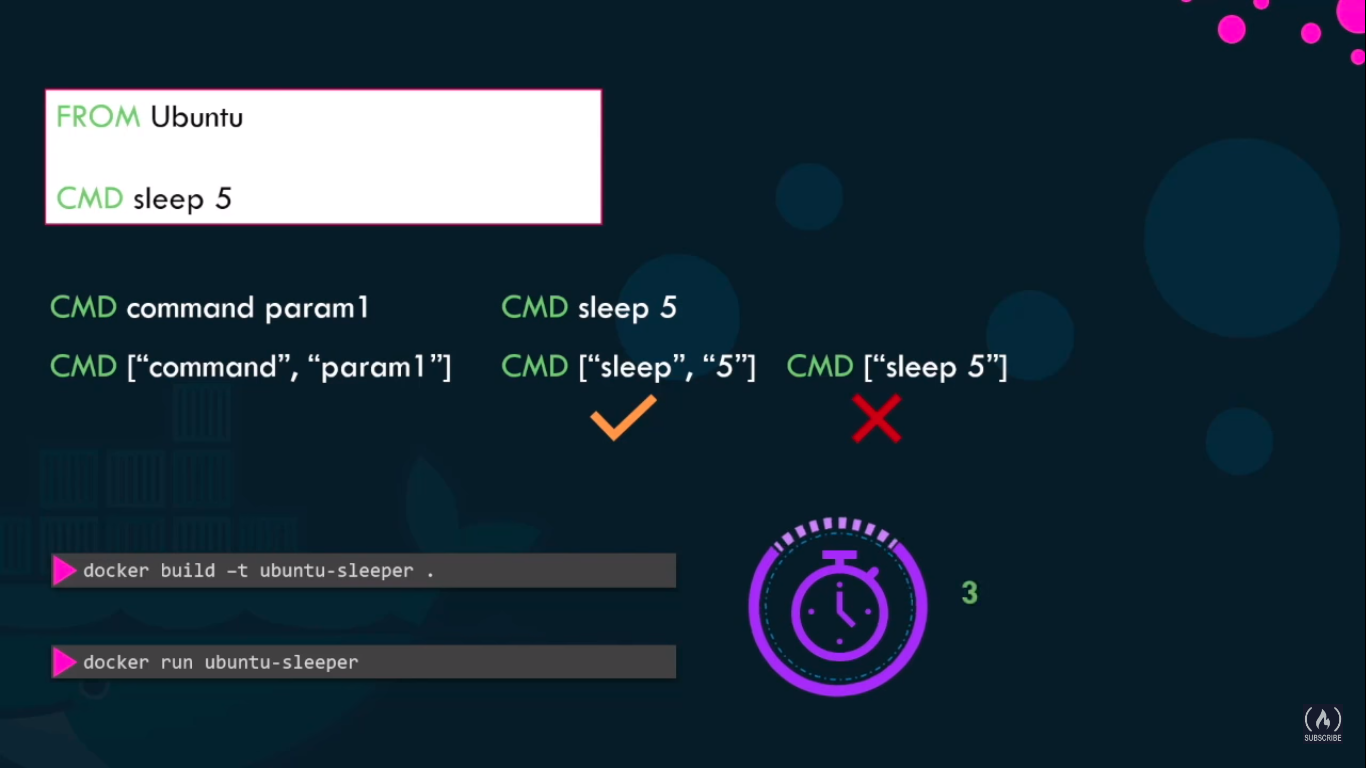 FROM Ubuntu
CMD sleep 5
CMD command param1 CMD sleep 5
CMD [“command”, “param1”] CMD [“sleep”, “5”] CMD [“sleep 5”]
docker build –t ubuntu-sleeper .
3
docker run ubuntu-sleeper
SUBSCRIBE